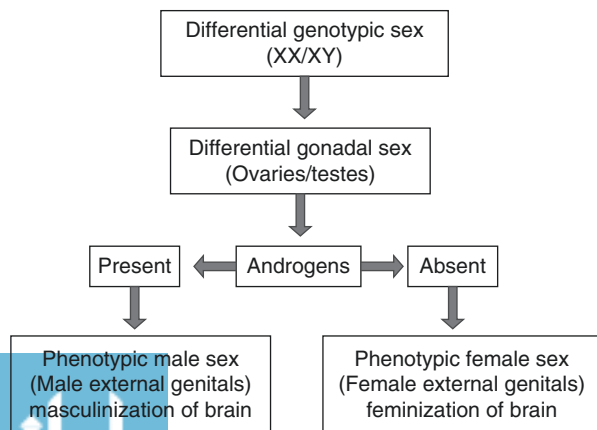 Differential genotypic sex
(XX/XY)
Differential gonadal sex
(Ovaries/testes)
Present
Androgens
Absent
Phenotypic male sex
(Male external genitals)
masculinization of brain
Phenotypic female sex
(Female external genitals)
feminization of brain